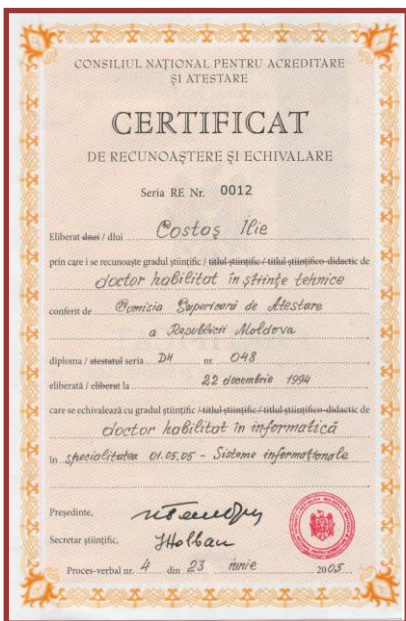 CONSILIUL NAȚIONAL PENTRU ACREDITARE
ȘI ATESTARE
CERTIFICAT
DE RECUNOAȘTERE ȘI ECHIVALARE
Seria RE Nr. 0012
Eliberat dnei / dlui Costaș Ilie
prin care i se recunoaște gradul științific / titlul științific / titlul științifico-didactic de
doctor habilitat în științe tehnice
conferit de Comisia Superioară de Atestare
a Republicii Moldova
diploma / atestatul seria DH nr. 048
eliberată / eliberat la 22 decembrie 1994
care se echivalează cu gradul științific / titlul științific / titlul științifico-didactic de
doctor habilitat în informatică
în specialitatea 01.05.05 - Sisteme informaționale
Președinte,
Secretar științific, JHolban
Proces-verbal nr. 4 din 23 iunie 2005